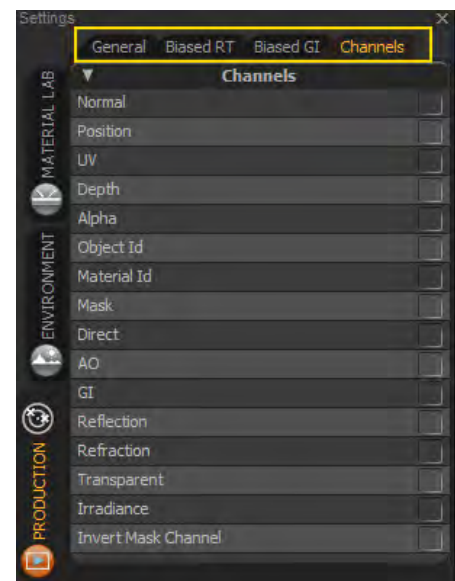 Settings
General Biased RT Biased GI Channels
Channels
Normal
Position
UV
Depth
Alpha
Object Id
Material Id
Mask
Direct
AO
GI
Reflection
Refraction
Transparent
Irradiance
Invert Mask Channel
MATERIAL LAB
ENVIRONMENT
PRODUCTION